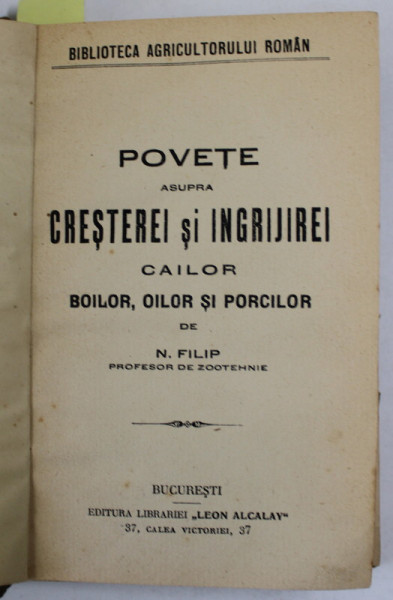 BIBLIOTECA AGRICULTORULUI ROMÂN
POVEȚE
ASUPRA
CREȘTEREI și INGRIJIREI
CAILOR
BOILOR, OILOR ȘI PORCILOR
DE
N. FILIP
PROFESOR DE ZOOTEHNIE
BUCUREȘTI
EDITURA LIBRARIEI „LEON ALCALAY“
37, CALEA VICTORIEI, 37